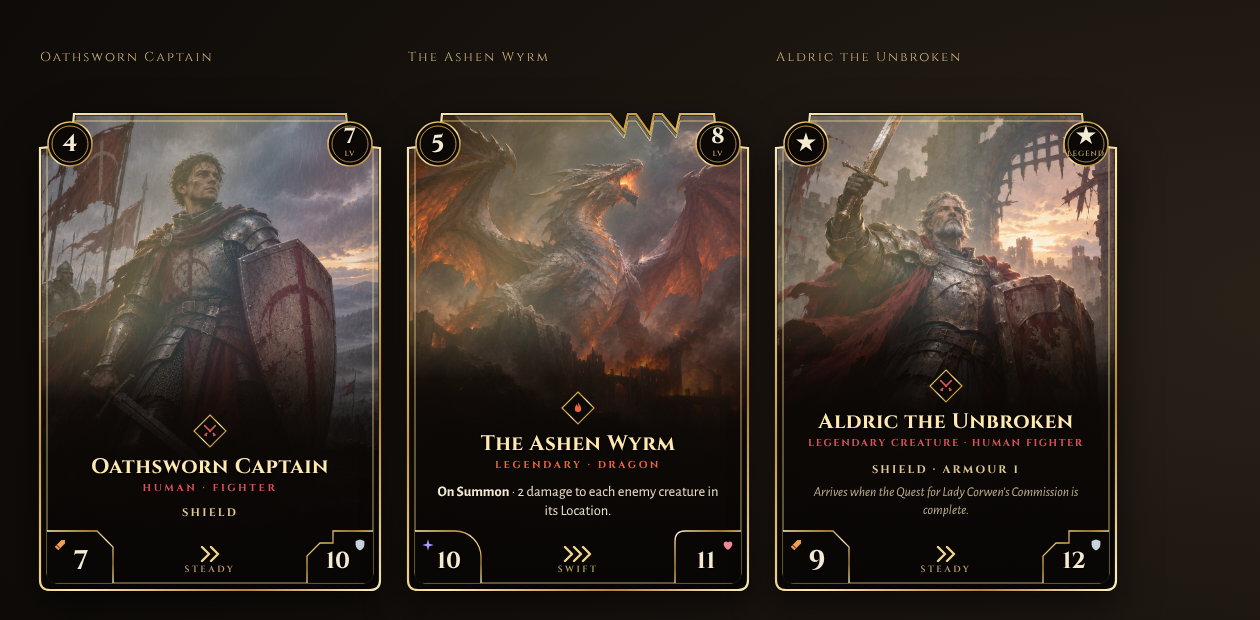 Oathsworn Captain
The Ashen Wyrm
Aldric the Unbroken
4
7
LV
Oathsworn Captain
HUMAN · FIGHTER
SHIELD
7
STEADY
10
5
8
LV
The Ashen Wyrm
LEGENDARY · DRAGON
On Summon · 2 damage to each enemy creature in
its Location.
10
SWIFT
11
LEGEND
Aldric the Unbroken
LEGENDARY CREATURE · HUMAN FIGHTER
SHIELD · ARMOUR 1
Arrives when the Quest for Lady Corwen's Commission is
complete.
9
STEADY
12